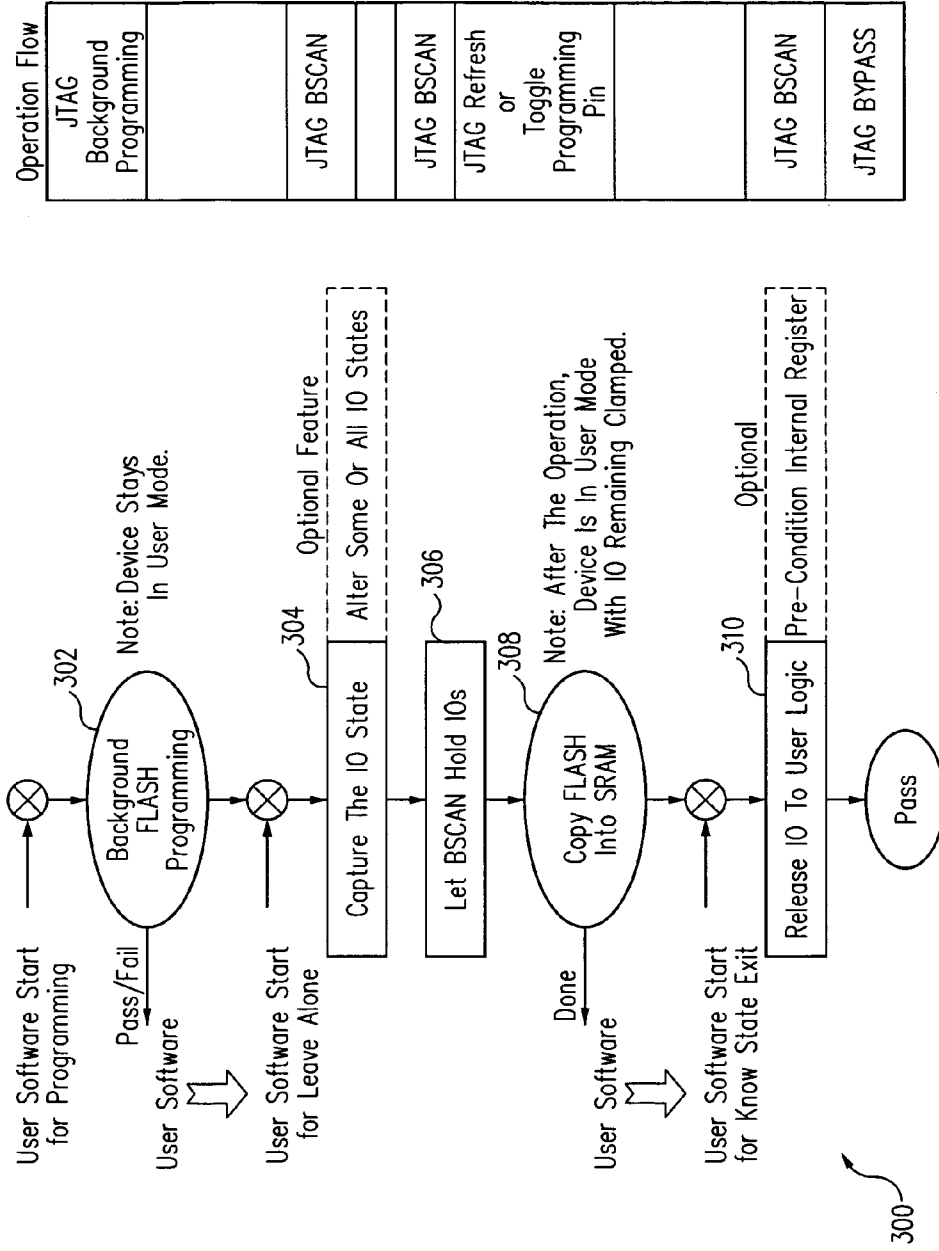 User Software Start
for Programming
302
Background
FLASH
Programming
Note: Device Stays
In User Mode.
Pass/Fail
User Software
User Software Start
for Leave Alone
304
Optional Feature
Capture The IO State
Alter Some Or All IO States
306
Let BSCAN Hold IOs
308
Copy FLASH
Into SRAM
Note: After The Operation,
Device Is In User Mode
With IO Remaining Clamped.
Done
User Software
User Software Start
for Know State Exit
310
Optional
Release IO To User Logic
Pre-Condition Internal Register
Pass
300
Operation Flow
JTAG
Background
Programming
JTAG BSCAN
JTAG BSCAN
JTAG Refresh
or
Toggle
Programming
Pin
JTAG BSCAN
JTAG BYPASS